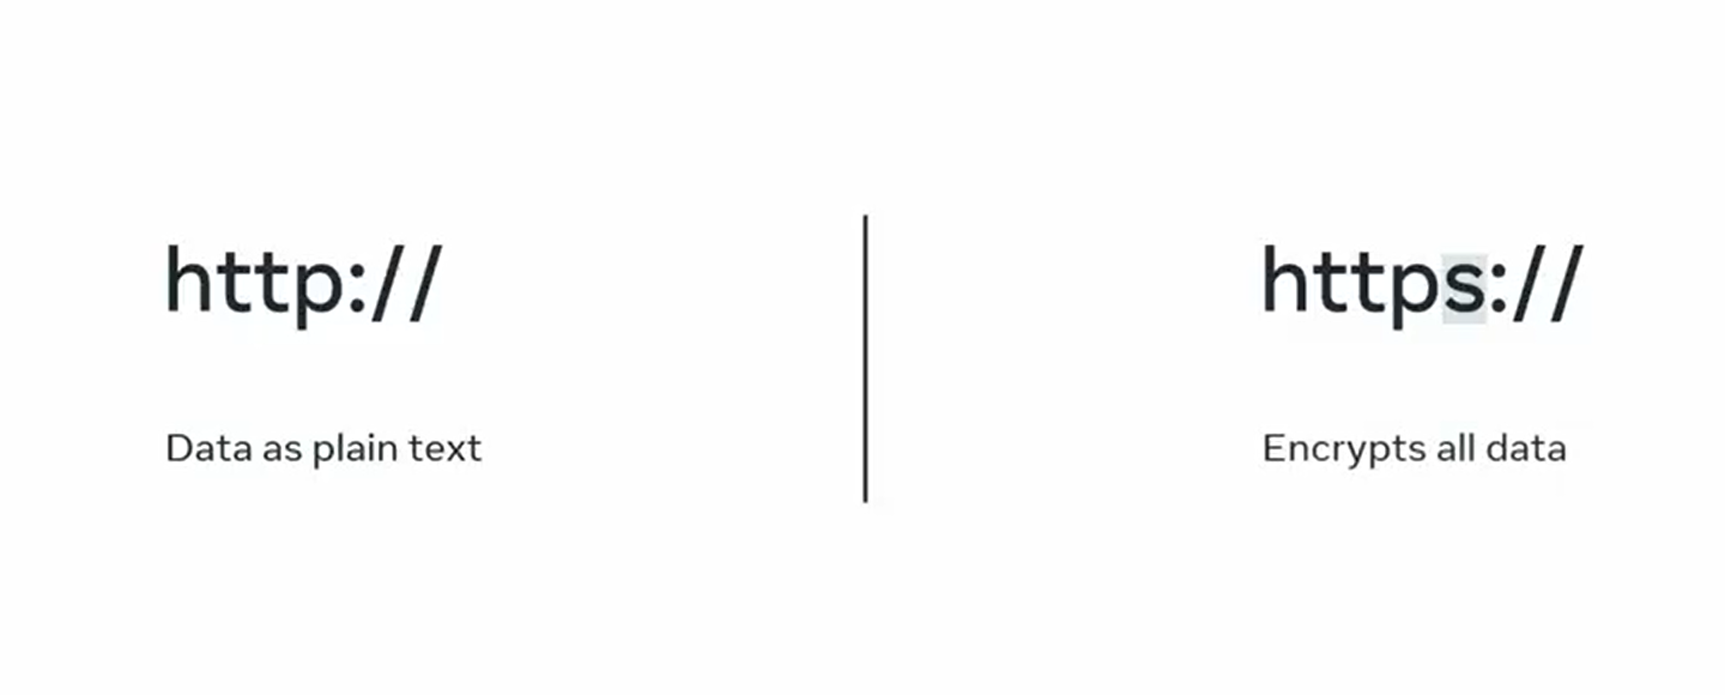 http://
Data as plain text
https://
Encrypts all data